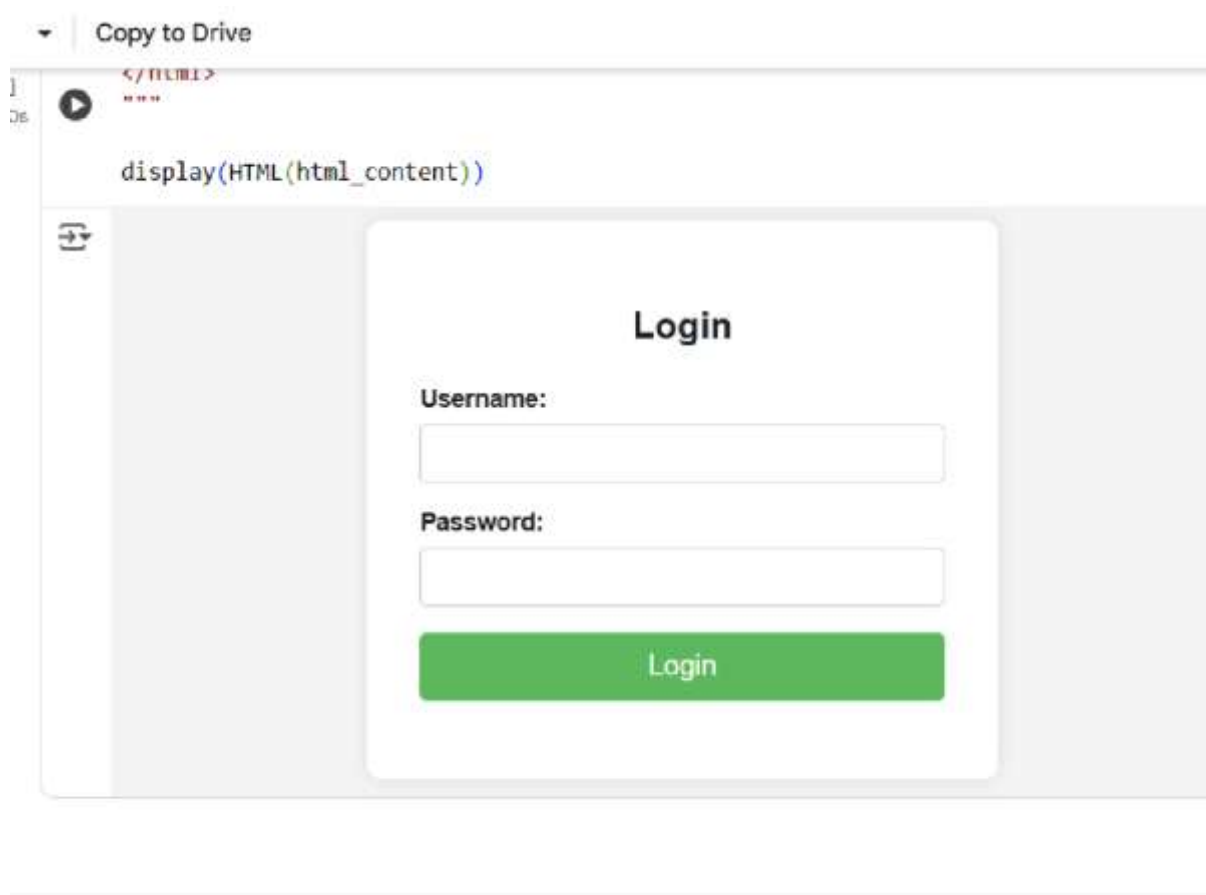 Copy to Drive
</html>
"""
display(HTML(html_content))
Login
Username:
Password:
Login